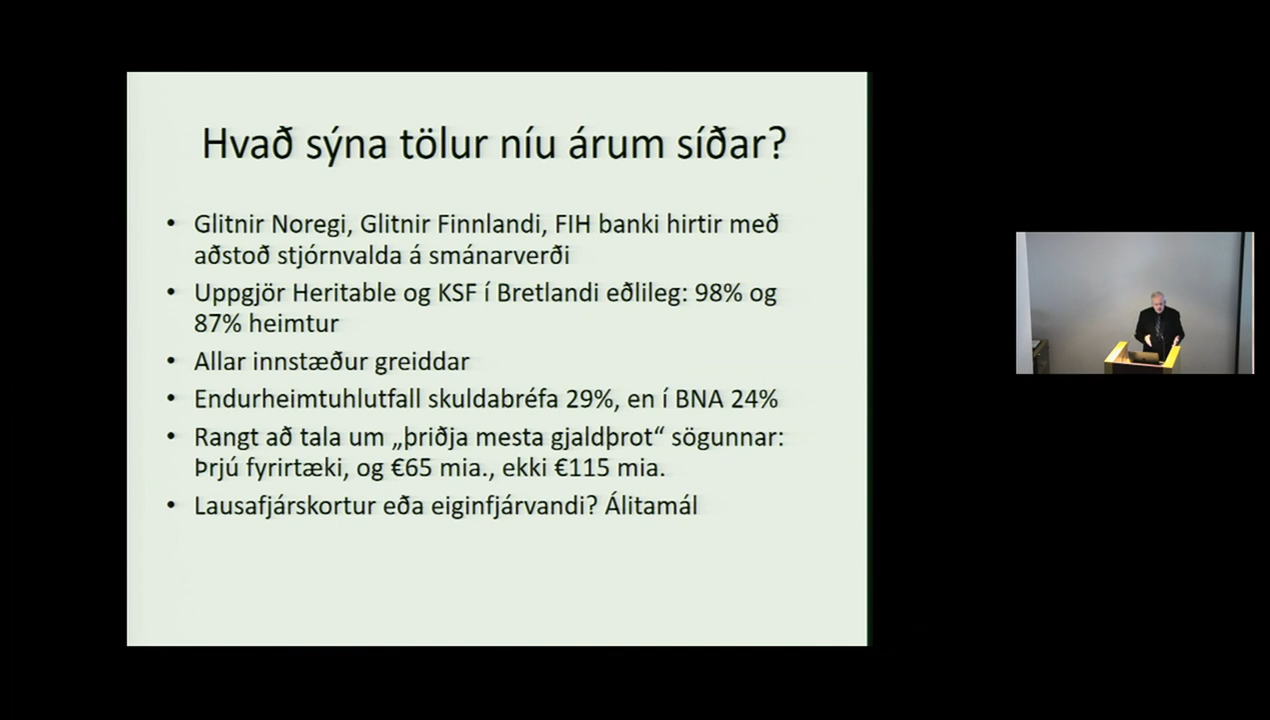 Hvað sýna tölur níu árum síðar?
• Glitnir Noregi, Glitnir Finnlandi, FIH banki hirtir með
aðstoð stjórnvalda á smánarverði
• Uppgjör Heritable og KSF í Bretlandi eðlileg: 98% og
87% heimtur
• Allar innstæður greiddar
• Endurheimtuhlutfall skuldabréfa 29%, en í BNA 24%
• Rangt að tala um „þriðja mesta gjaldþrot“ sögunnar:
Þrjú fyrirtæki, og €65 mia., ekki €115 mia.
• Lausafjárskortur eða eiginfjárvandi? Álitamál